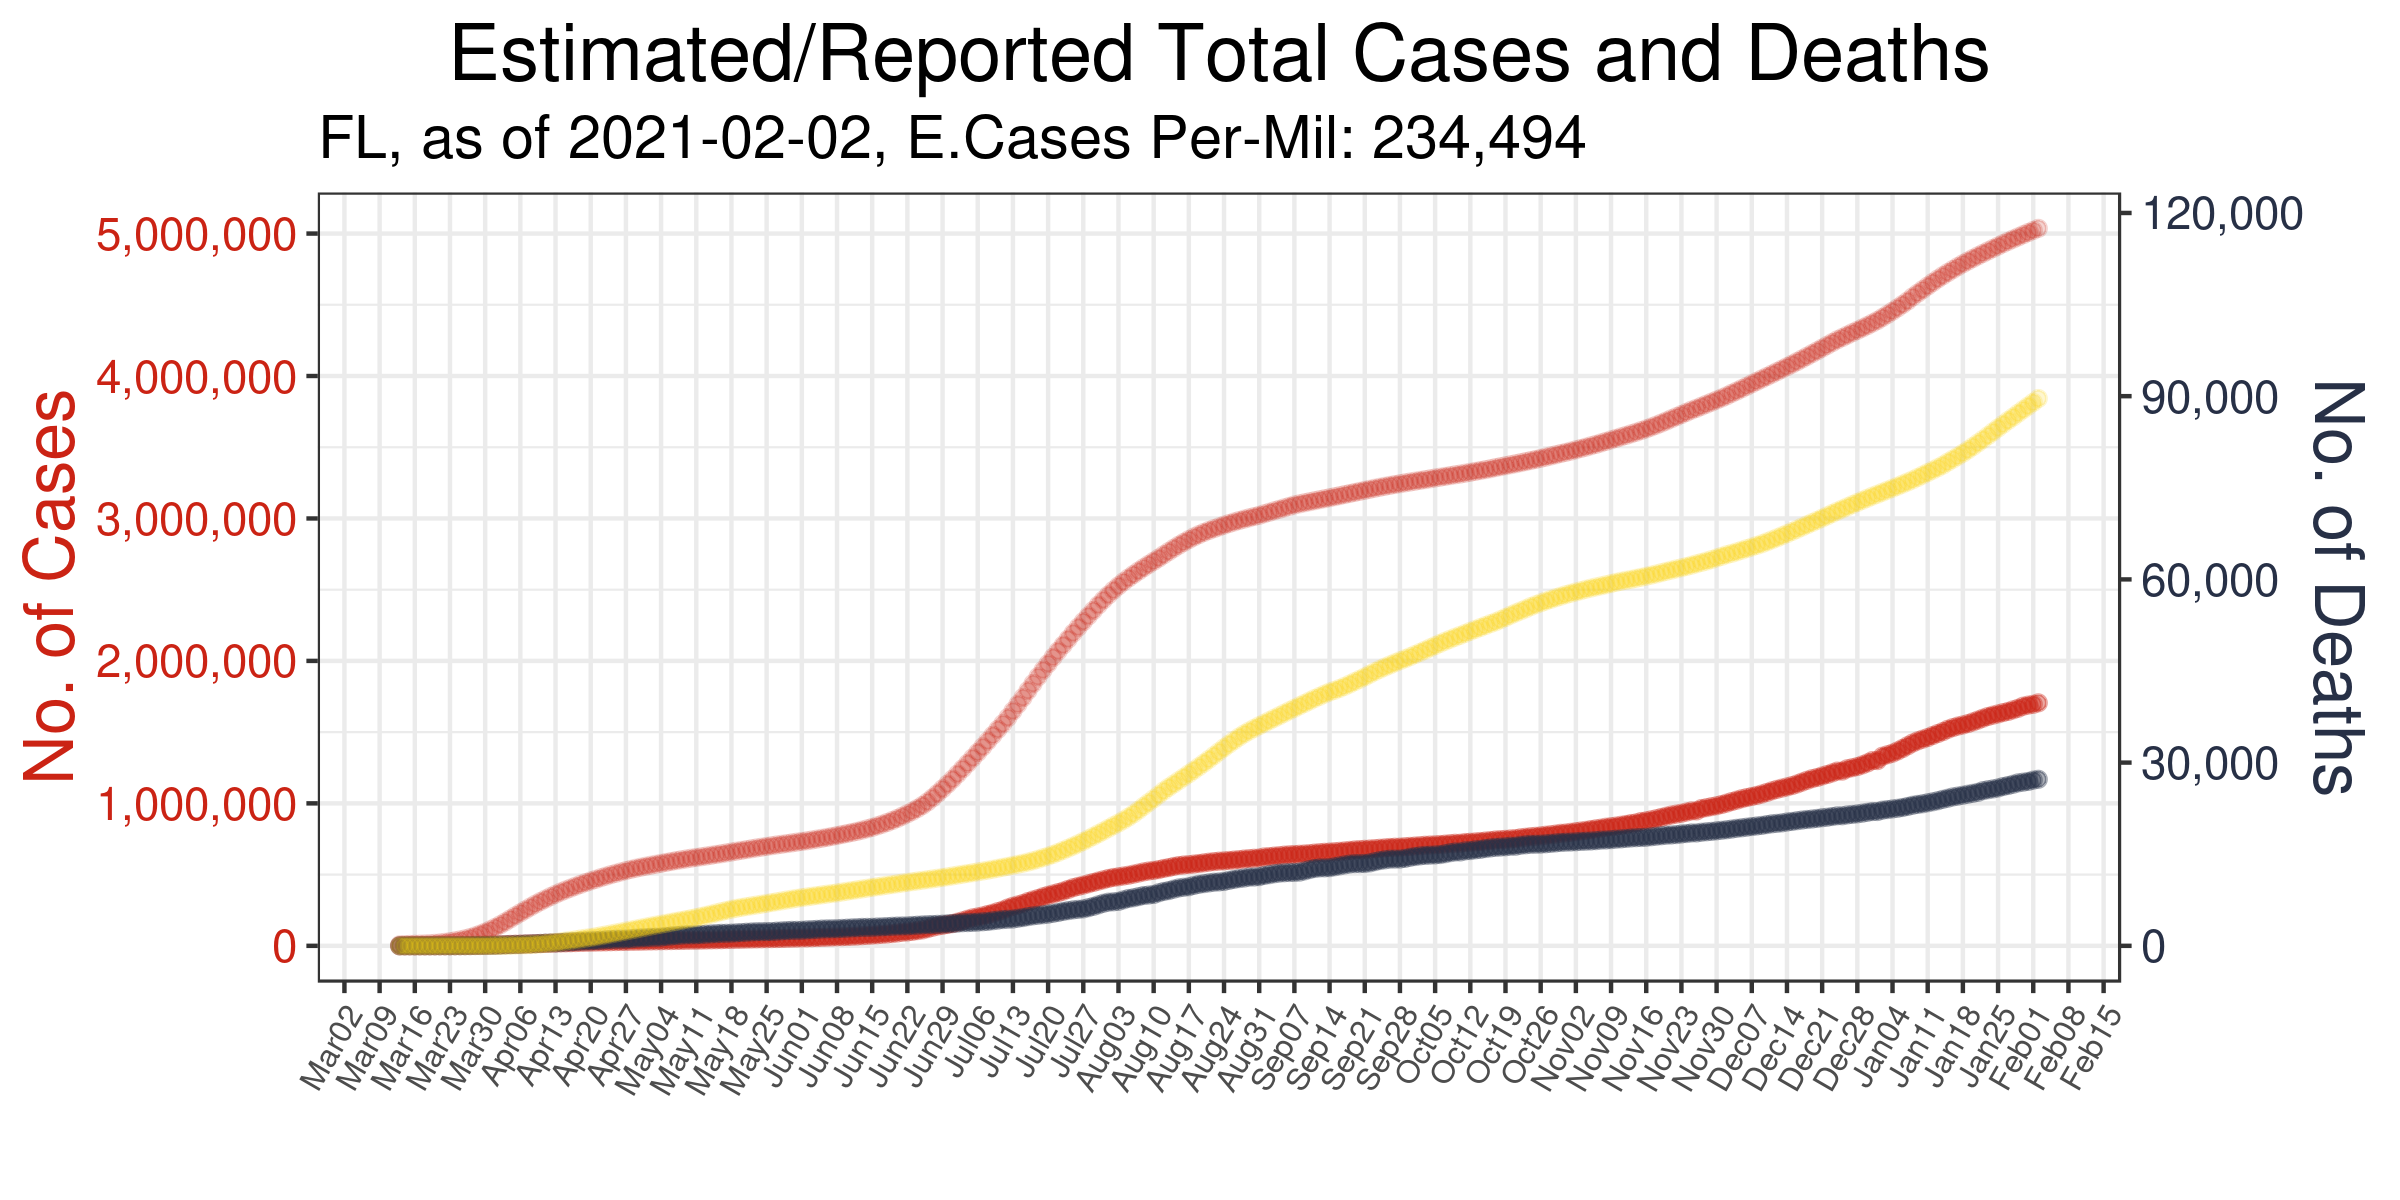 Estimated/Reported Total Cases and Deaths
FL, as of 2021-02-02, E.Cases Per-Mil: 234,494
No. of Cases
5,000,000
4,000,000
3,000,000
2,000,000
1,000,000
0
120,000
90,000
60,000
30,000
0
No. of Deaths
Mar02
Mar09
Mar16
Mar23
Mar30
Apr06
Apr13
Apr20
Apr27
May04
May11
May18
May25
Jun01
Jun08
Jun15
Jun22
Jun29
Jul06
Jul13
Jul20
Jul27
Aug03
Aug10
Aug17
Aug24
Aug31
Sep07
Sep14
Sep21
Sep28
Oct05
Oct12
Oct19
Oct26
Nov02
Nov09
Nov16
Nov23
Nov30
Dec07
Dec14
Dec21
Dec28
Jan04
Jan11
Jan18
Jan25
Feb01
Feb08
Feb15